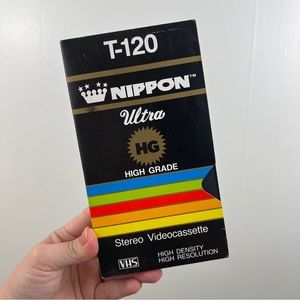 T-120
NIPPON™
Ultra
HG
HIGH GRADE
Stereo Videocassette
VHS
HIGH DENSITY
HIGH RESOLUTION